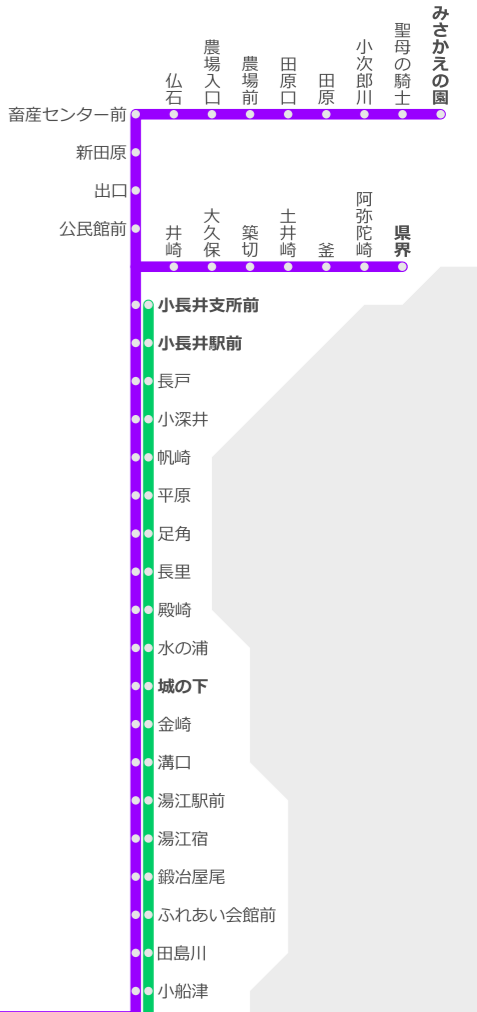 みさかえの園
聖母の騎士
小次郎川
田原
田原口
農場前
農場入口
仏石
畜産センター前
新田原
出口
公民館前
井崎
大久保
築切
土井崎
釜
阿弥陀崎
県界
小長井支所前
小長井駅前
長戸
小深井
帆崎
平原
足角
長里
殿崎
水の浦
城の下
金崎
溝口
湯江駅前
湯江宿
鍛冶屋尾
ふれあい会館前
田島川
小船津